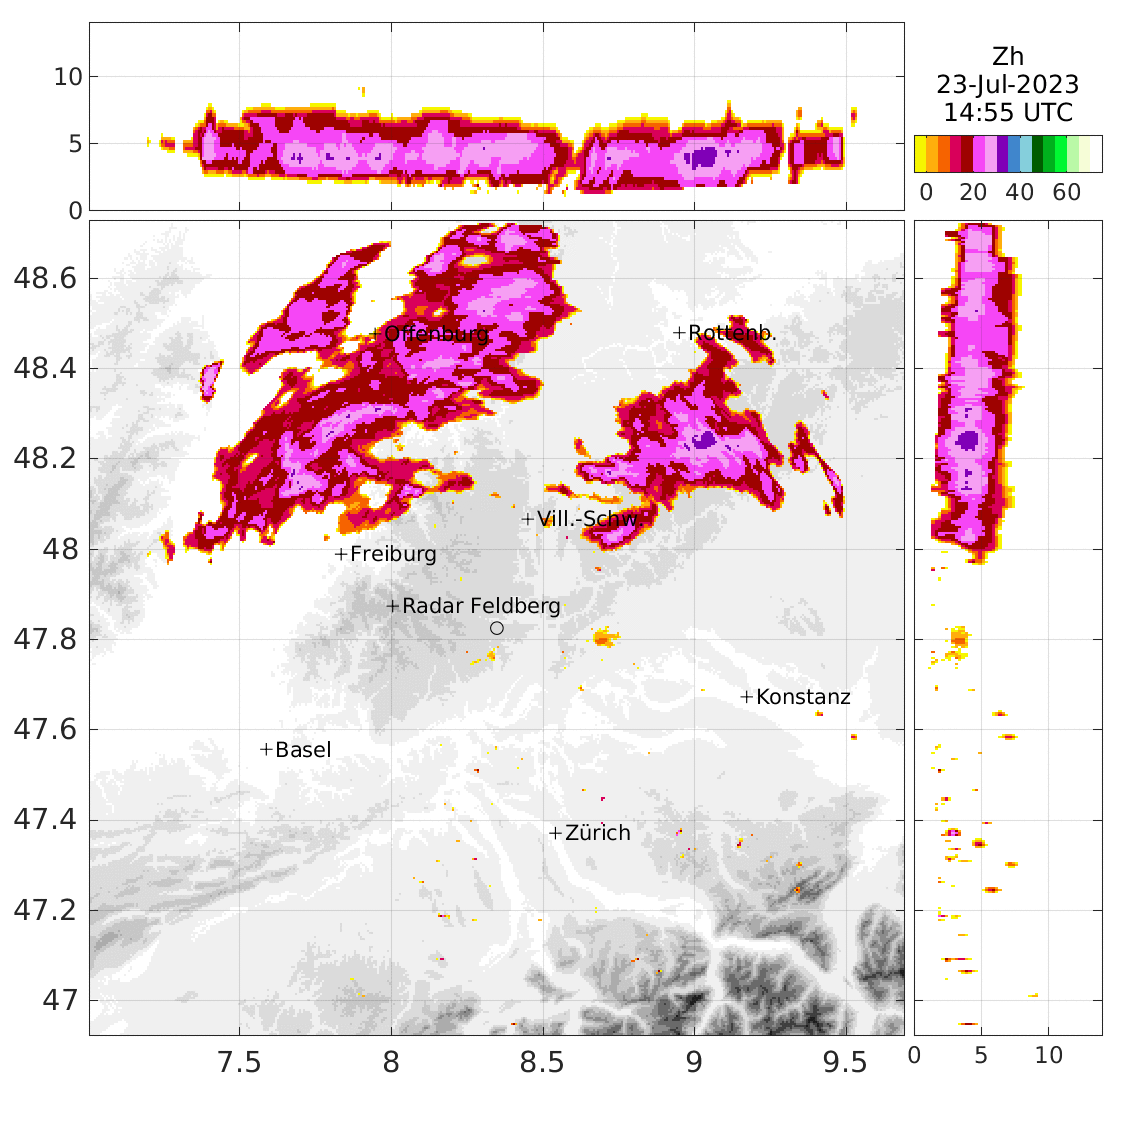 10
5
0
Zh
23-Jul-2023
14:55 UTC
0 20 40 60
48.6
48.4
48.2
48
47.8
47.6
47.4
47.2
47
+Offenburg
+Rottenb.
+Vill.-Schw.
+Freiburg
+Radar Feldberg
+Konstanz
+Basel
+Zürich
7.5 8 8.5 9 9.5
0 5 10